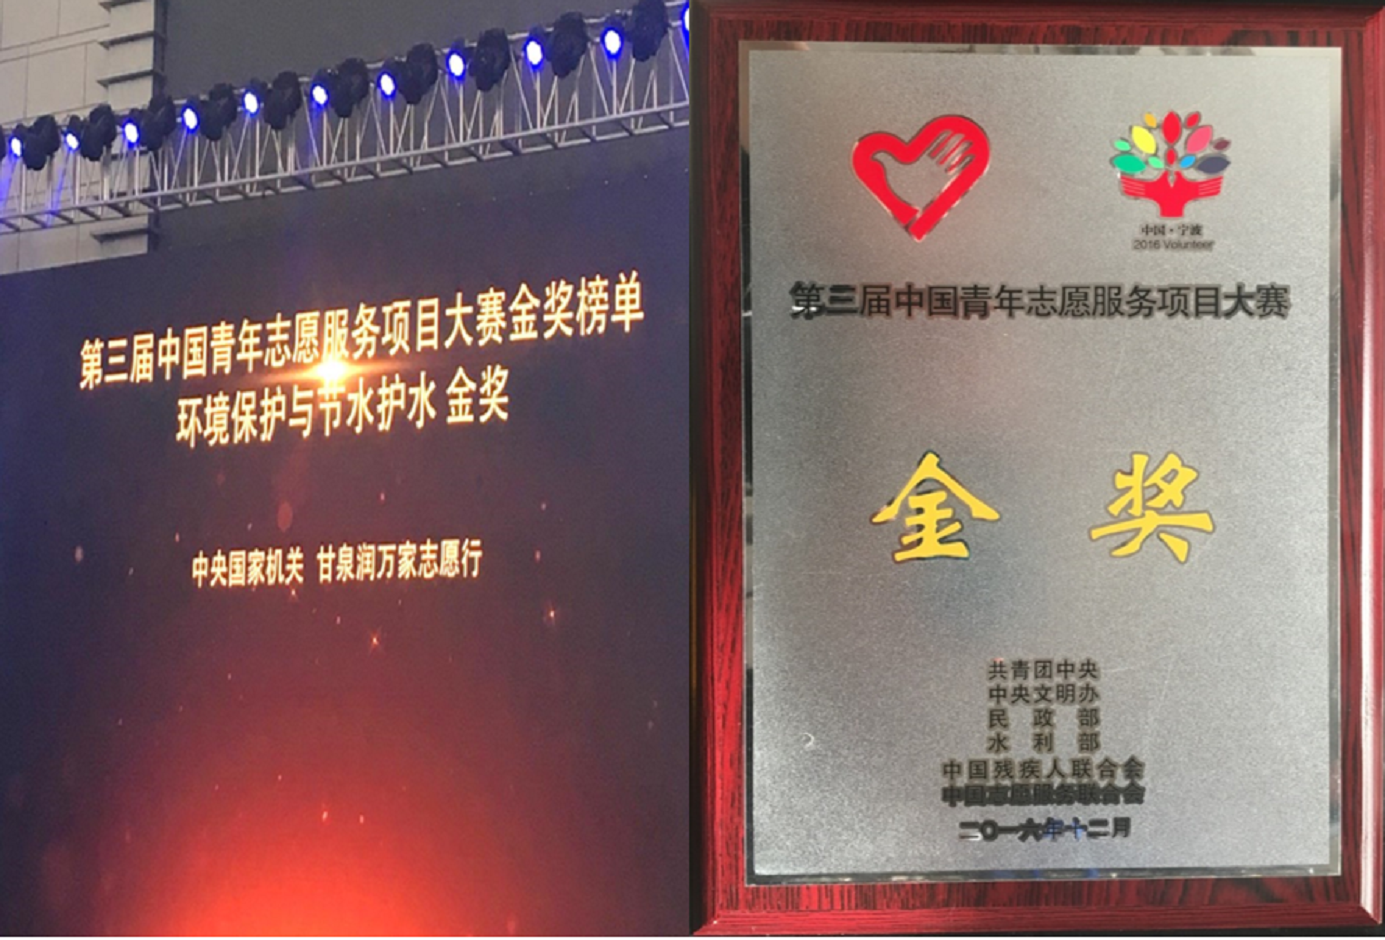 第三届中国青年志愿服务项目大赛金奖榜单
环境保护与节水护水 金奖
中央国家机关 甘泉润万家志愿行
中国·宁波
2016 Volunteer
第三届中国青年志愿服务项目大赛
金 奖
共青团中央
中央文明办
民 政 部
水 利 部
中国残疾人联合会
中国志愿服务联合会
二〇一六年十二月